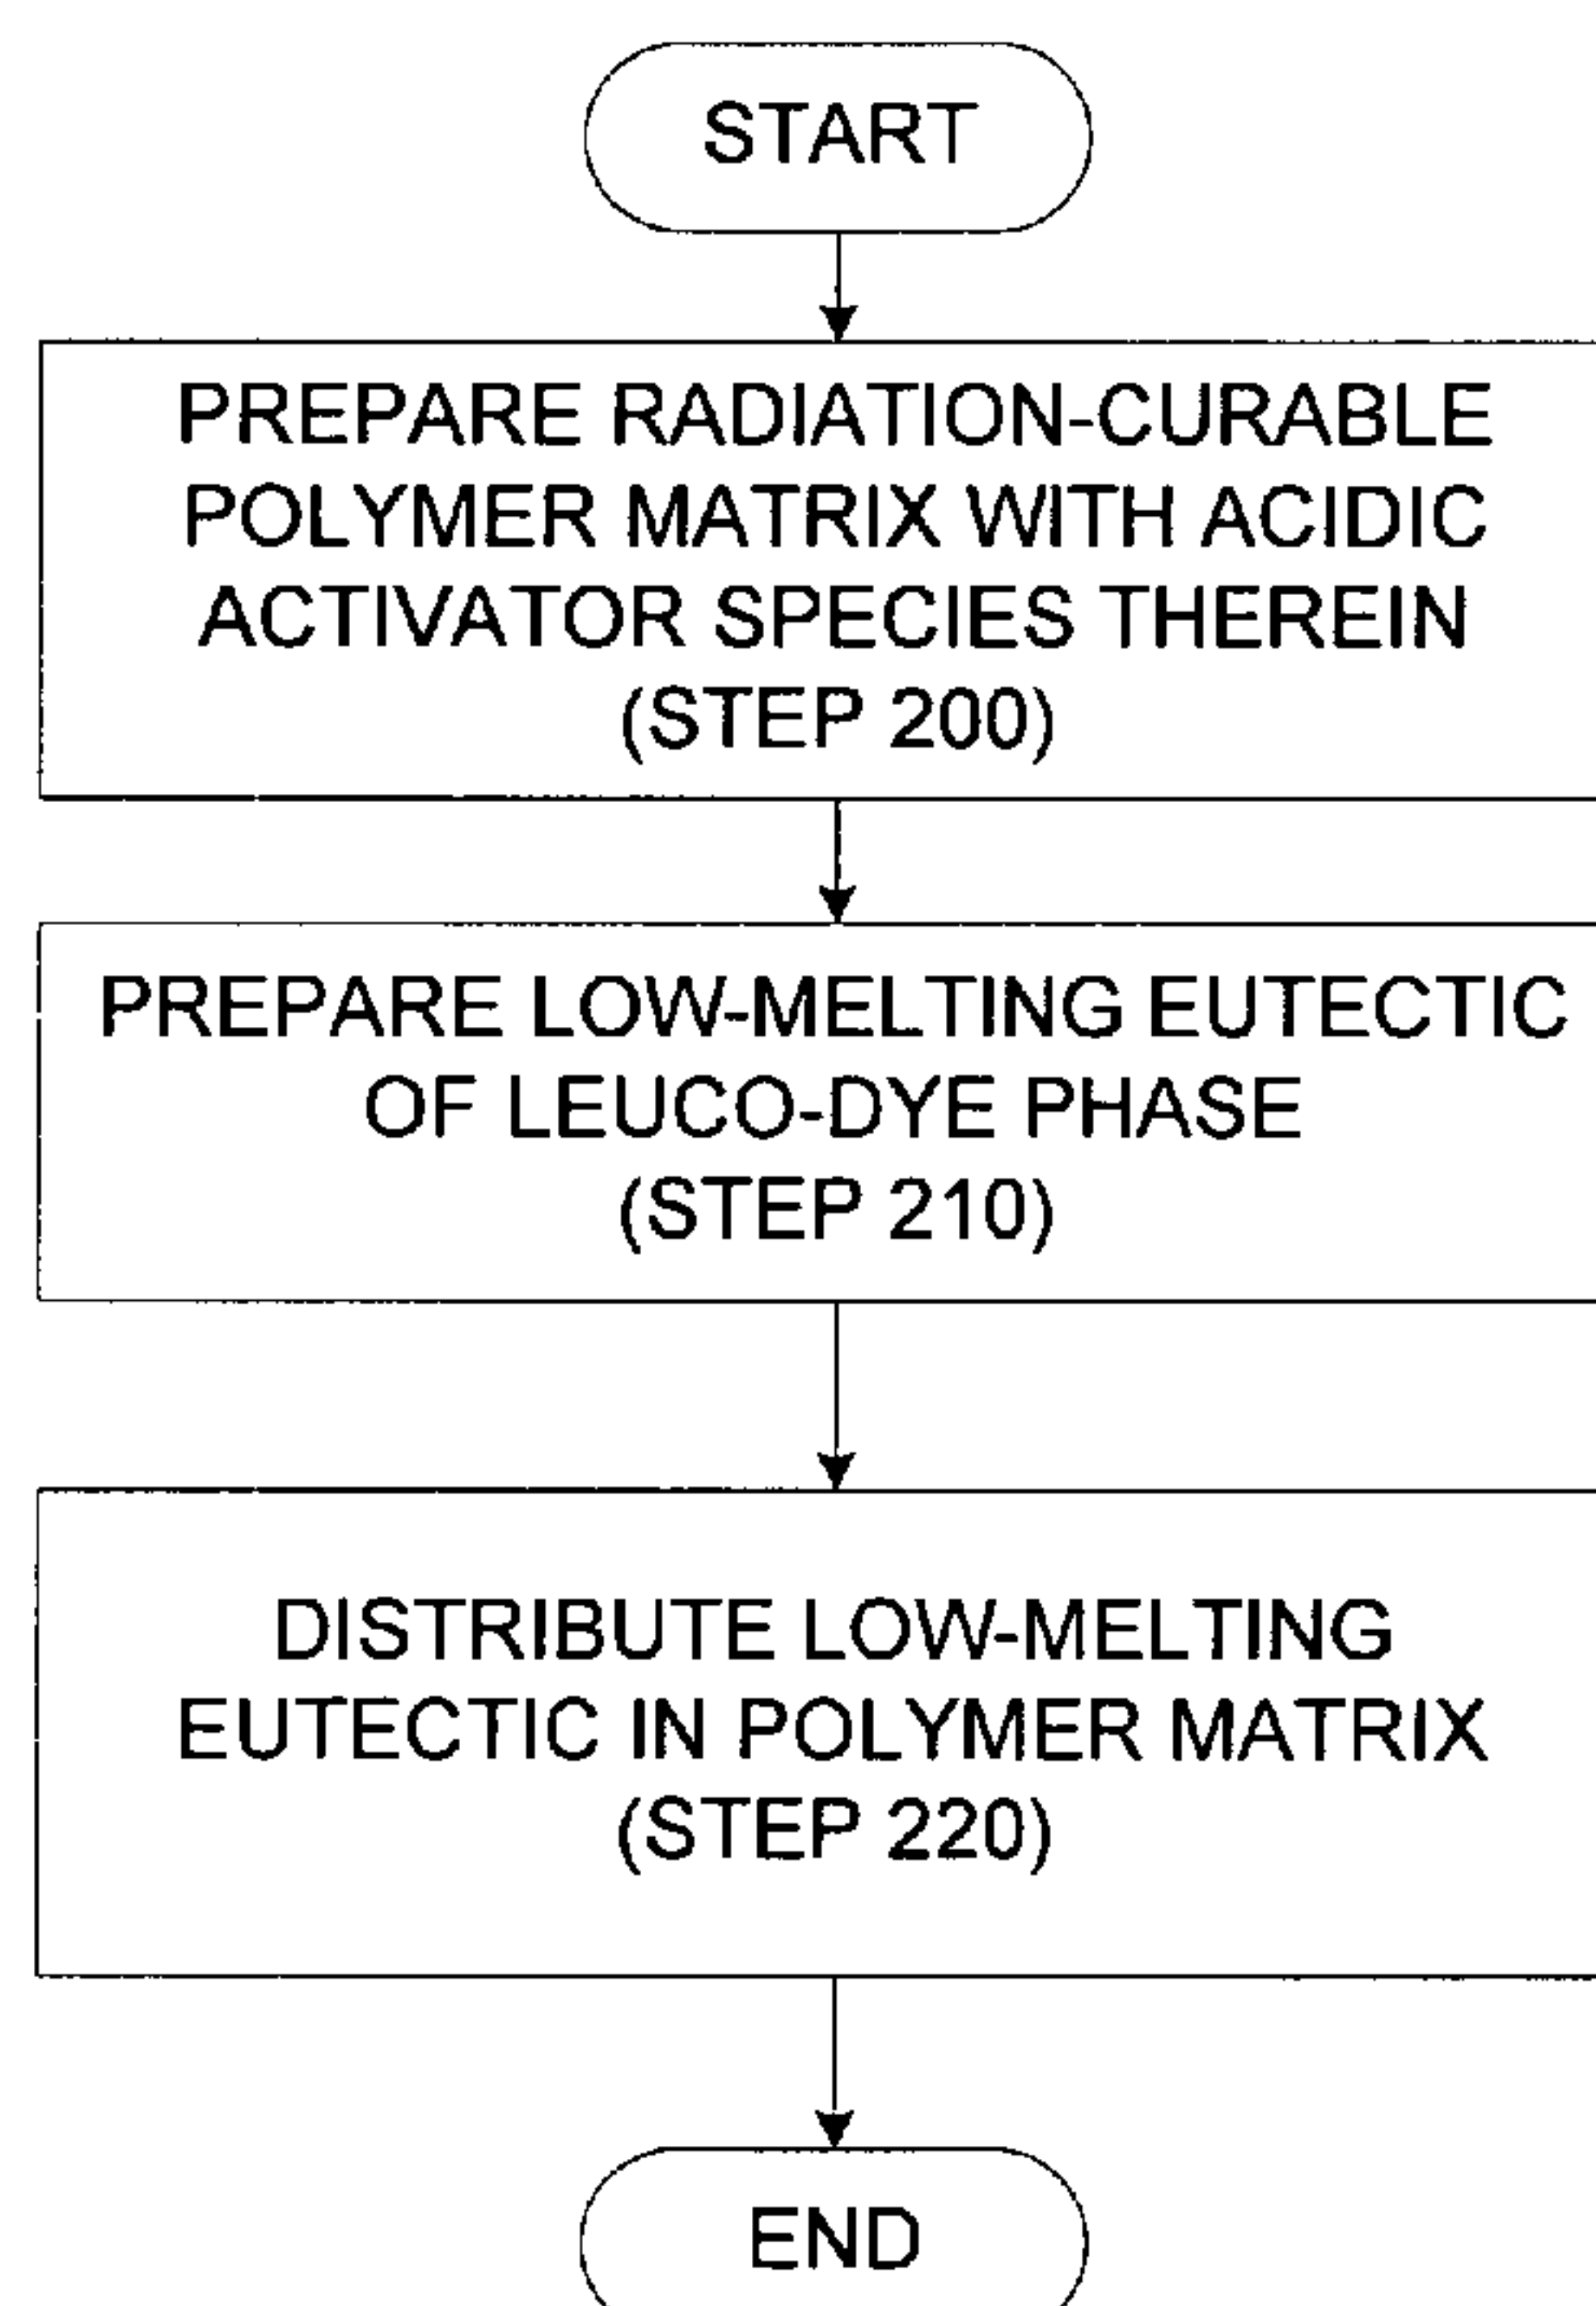 START
PREPARE RADIATION-CURABLE
POLYMER MATRIX WITH ACIDIC
ACTIVATOR SPECIES THEREIN
(STEP 200)
PREPARE LOW-MELTING EUTECTIC
OF LEUCO-DYE PHASE
(STEP 210)
DISTRIBUTE LOW-MELTING
EUTECTIC IN POLYMER MATRIX
(STEP 220)
END